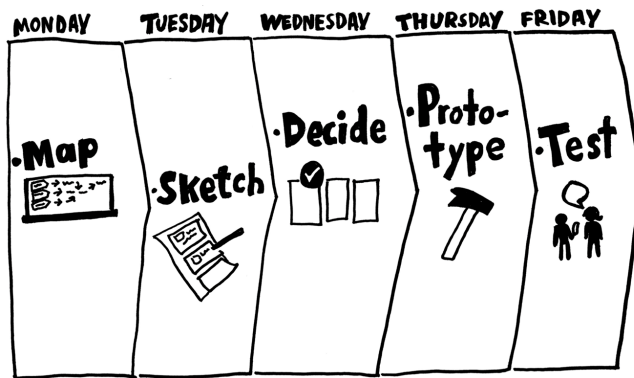 MONDAY
TUESDAY
WEDNESDAY
THURSDAY
FRIDAY
·Map
·Sketch
·Decide
·Proto-
type
·Test